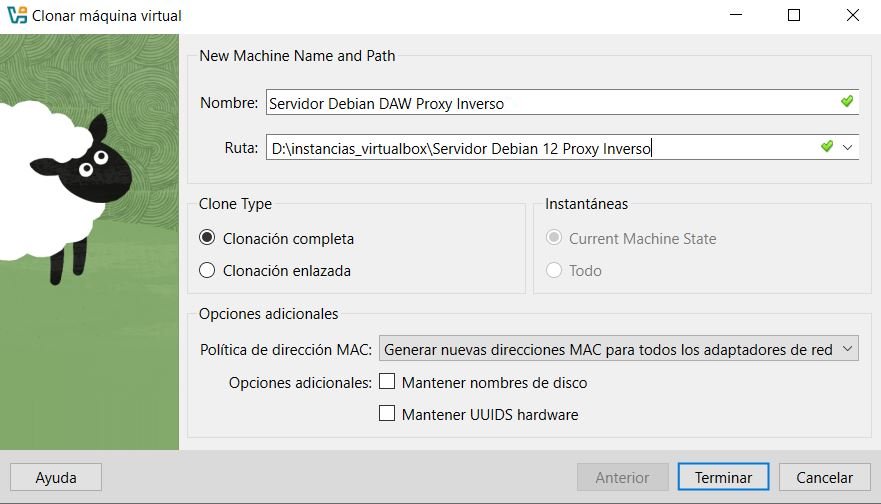 Clonar máquina virtual
New Machine Name and Path
Nombre: Servidor Debian DAW Proxy Inverso
Ruta: D:\instancias_virtualbox\Servidor Debian 12 Proxy Inverso
Clone Type
Clonación completa
Clonación enlazada
Instantáneas
Current Machine State
Todo
Opciones adicionales
Política de dirección MAC: Generar nuevas direcciones MAC para todos los adaptadores de red
Opciones adicionales: Mantener nombres de disco
Mantener UUIDS hardware
Ayuda Anterior Terminar Cancelar